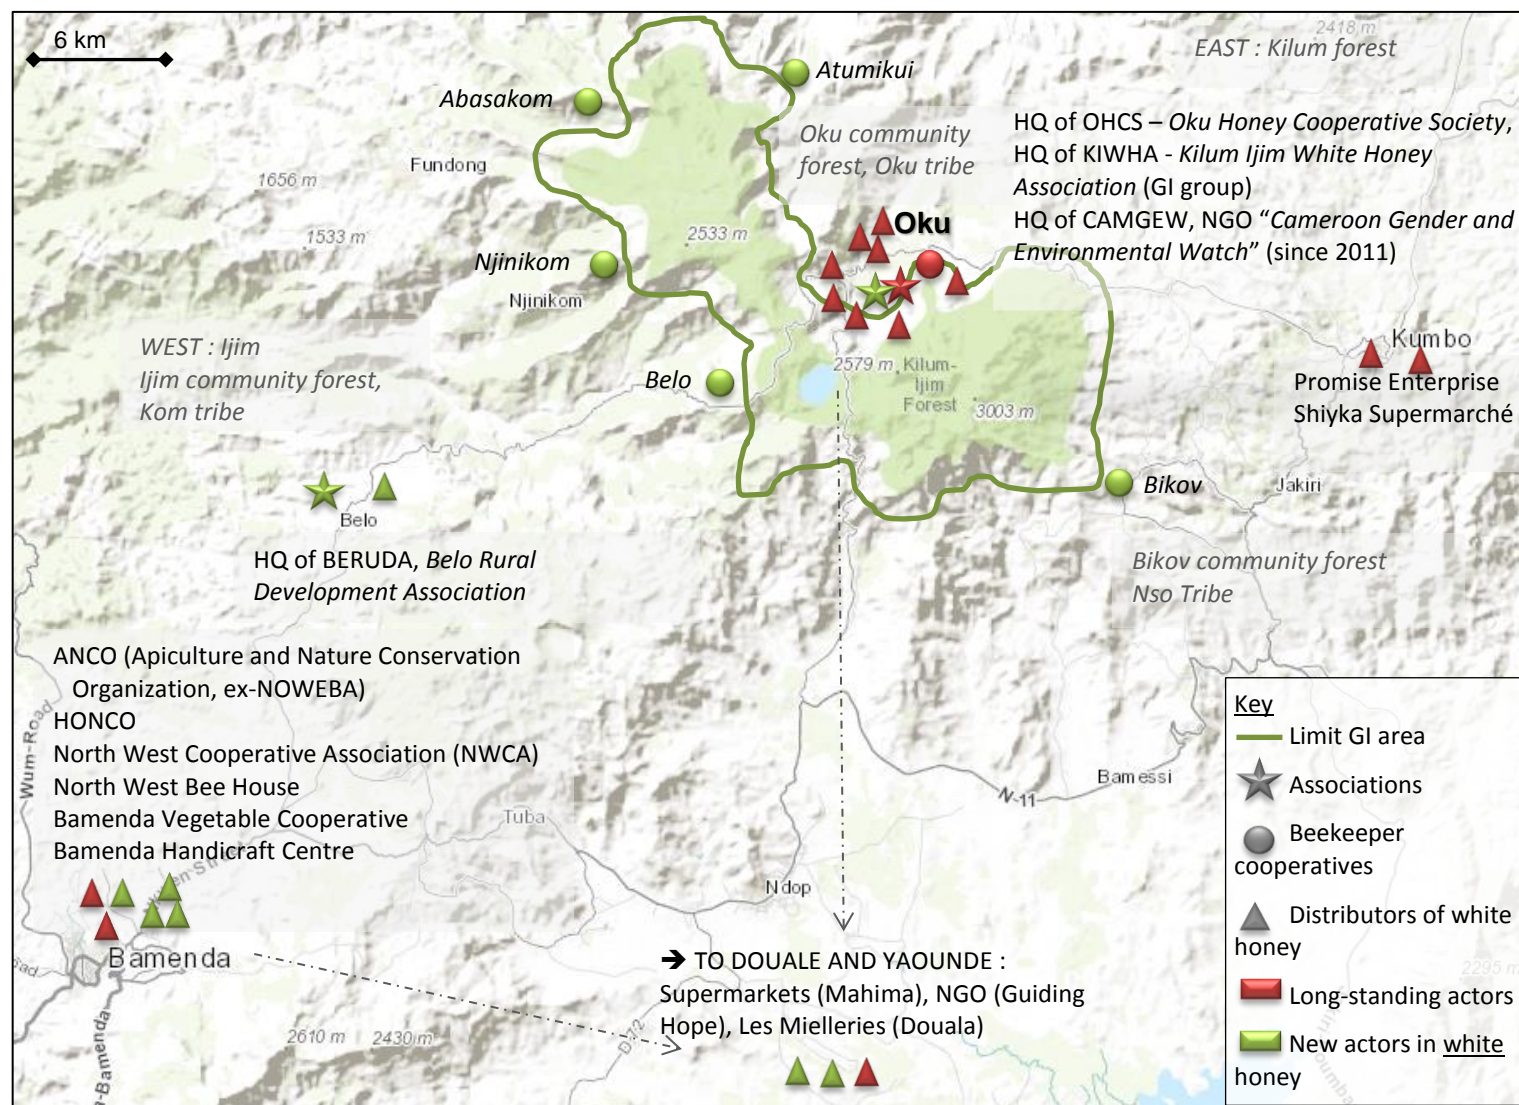 6 km
2418 m
EAST : Kilum forest
Atumikui
Abasakom
Oku community
forest, Oku tribe
HQ of OHCS – Oku Honey Cooperative Society,
HQ of KIWHA - Kilum Ijim White Honey
Association (GI group)
HQ of CAMGEW, NGO “Cameroon Gender and
Environmental Watch” (since 2011)
Fundong
1656 m
1533 m
2533 m
Oku
Njinikom
Njinikom
WEST : Ijim
Ijim community forest,
Kom tribe
Belo
2579 m
Kilum-
Ijim
Forest
3003 m
Kumbo
Promise Enterprise
Shiyka Supermarché
Bikov
Jakiri
Belo
HQ of BERUDA, Belo Rural
Development Association
Bikov community forest
Nso Tribe
ANCO (Apiculture and Nature Conservation
Organization, ex-NOWEBA)
HONCO
North West Cooperative Association (NWCA)
North West Bee House
Bamenda Vegetable Cooperative
Bamenda Handicraft Centre
Wum-Road
Tuba
Bamessi
N-11
Ndop
Bamenda
➔ TO DOUALE AND YAOUNDE :
Supermarkets (Mahima), NGO (Guiding
Hope), Les Mielleries (Douala)
D72
2610 m
2430 m
-Bamenda
Key
Limit GI area
Associations
Beekeeper
cooperatives
Distributors of white
honey
2295 m
Long-standing actors
New actors in white
honey